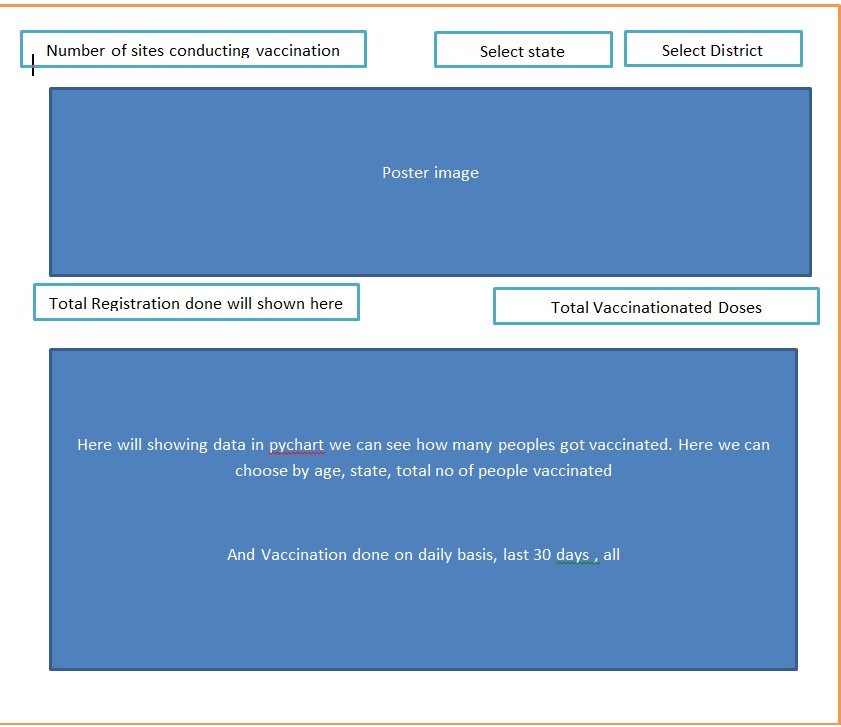 Number of sites conducting vaccination
Select state
Select District
Poster image
Total Registration done will shown here
Total Vaccinationated Doses
Here will showing data in pychart we can see how many peoples got vaccinated. Here we can
choose by age, state, total no of people vaccinated
And Vaccination done on daily basis, last 30 days , all